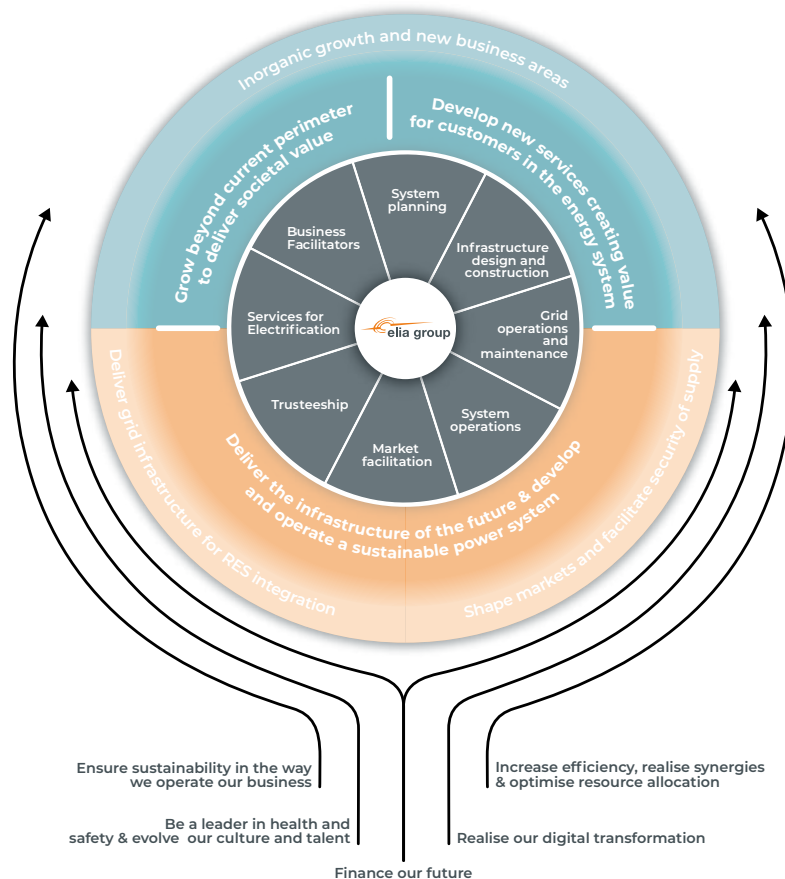 Inorganic growth and new business areas
Grow beyond current perimeter
to deliver societal value
Develop new services creating value
for customers in the energy system
System
planning
Business
Facilitators
Infrastructure
design and
construction
Services for
Electrification
elia group
Grid
operations
and
maintenance
Trusteeship
System
operations
Market
facilitation
Deliver the infrastructure of the future & develop
and operate a sustainable power system
Deliver grid infrastructure for RES integration
Shape markets and facilitate security of supply
Ensure sustainability in the way
we operate our business
Increase efficiency, realise synergies
& optimise resource allocation
Be a leader in health and
safety & evolve our culture and talent
Realise our digital transformation
Finance our future